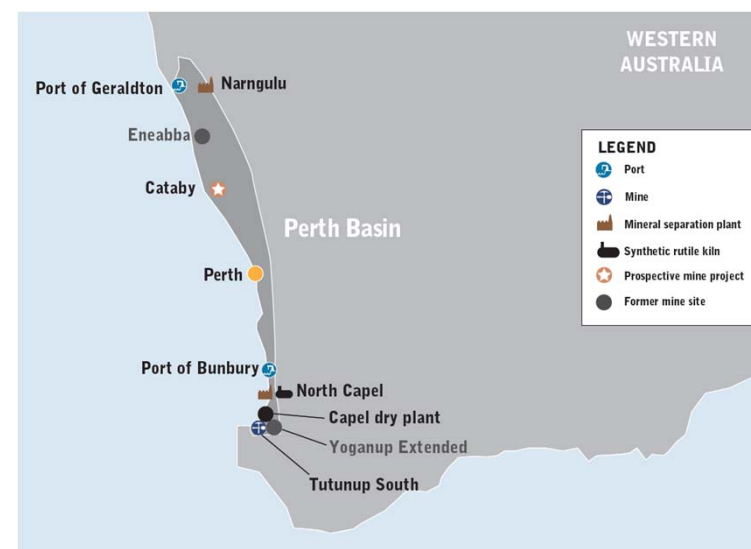 WESTERN
AUSTRALIA
Port of Geraldton
Narngulu
Eneabba
Cataby
Perth Basin
Perth
Port of Bunbury
North Capel
Capel dry plant
Yoganup Extended
Tutunup South
LEGEND
Port
Mine
Mineral separation plant
Synthetic rutile kiln
Prospective mine project
Former mine site